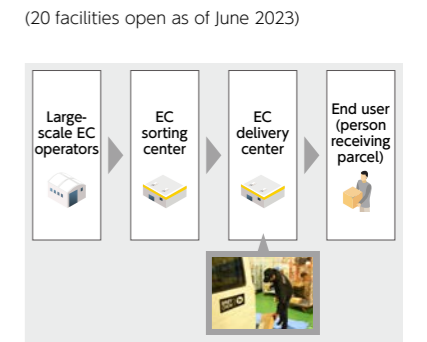 (20 facilities open as of June 2023)
Large-
scale EC
operators
EC
sorting
center
EC
delivery
center
End user
(person
receiving
parcel)